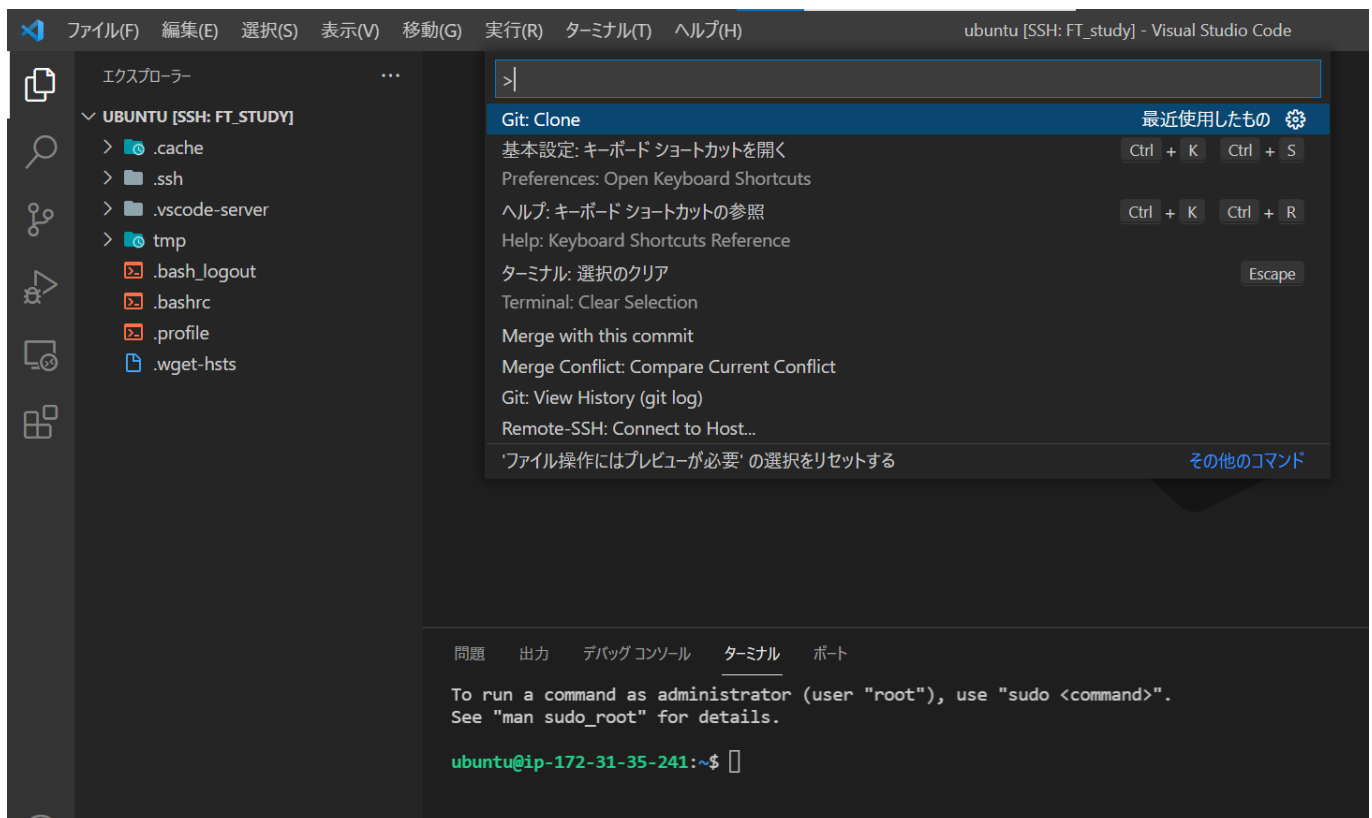 ファイル(F) 編集(E) 選択(S) 表示(V) 移動(G) 実行(R) ターミナル(T) ヘルプ(H) ubuntu [SSH: FT_study] - Visual Studio Code
エクスプローラー ···
UBUNTU [SSH: FT_STUDY]
.cache
.ssh
.vscode-server
tmp
.bash_logout
.bashrc
.profile
.wget-hsts
>
Git: Clone 最近使用したもの
基本設定: キーボード ショートカットを開く Ctrl + K Ctrl + S
Preferences: Open Keyboard Shortcuts
ヘルプ: キーボード ショートカットの参照 Ctrl + K Ctrl + R
Help: Keyboard Shortcuts Reference
ターミナル: 選択のクリア Escape
Terminal: Clear Selection
Merge with this commit
Merge Conflict: Compare Current Conflict
Git: View History (git log)
Remote-SSH: Connect to Host...
'ファイル操作にはプレビューが必要' の選択をリセットする その他のコマンド
問題 出力 デバッグ コンソール ターミナル ポート
To run a command as administrator (user "root"), use "sudo <command>".
See "man sudo_root" for details.
ubuntu@ip-172-31-35-241:~$